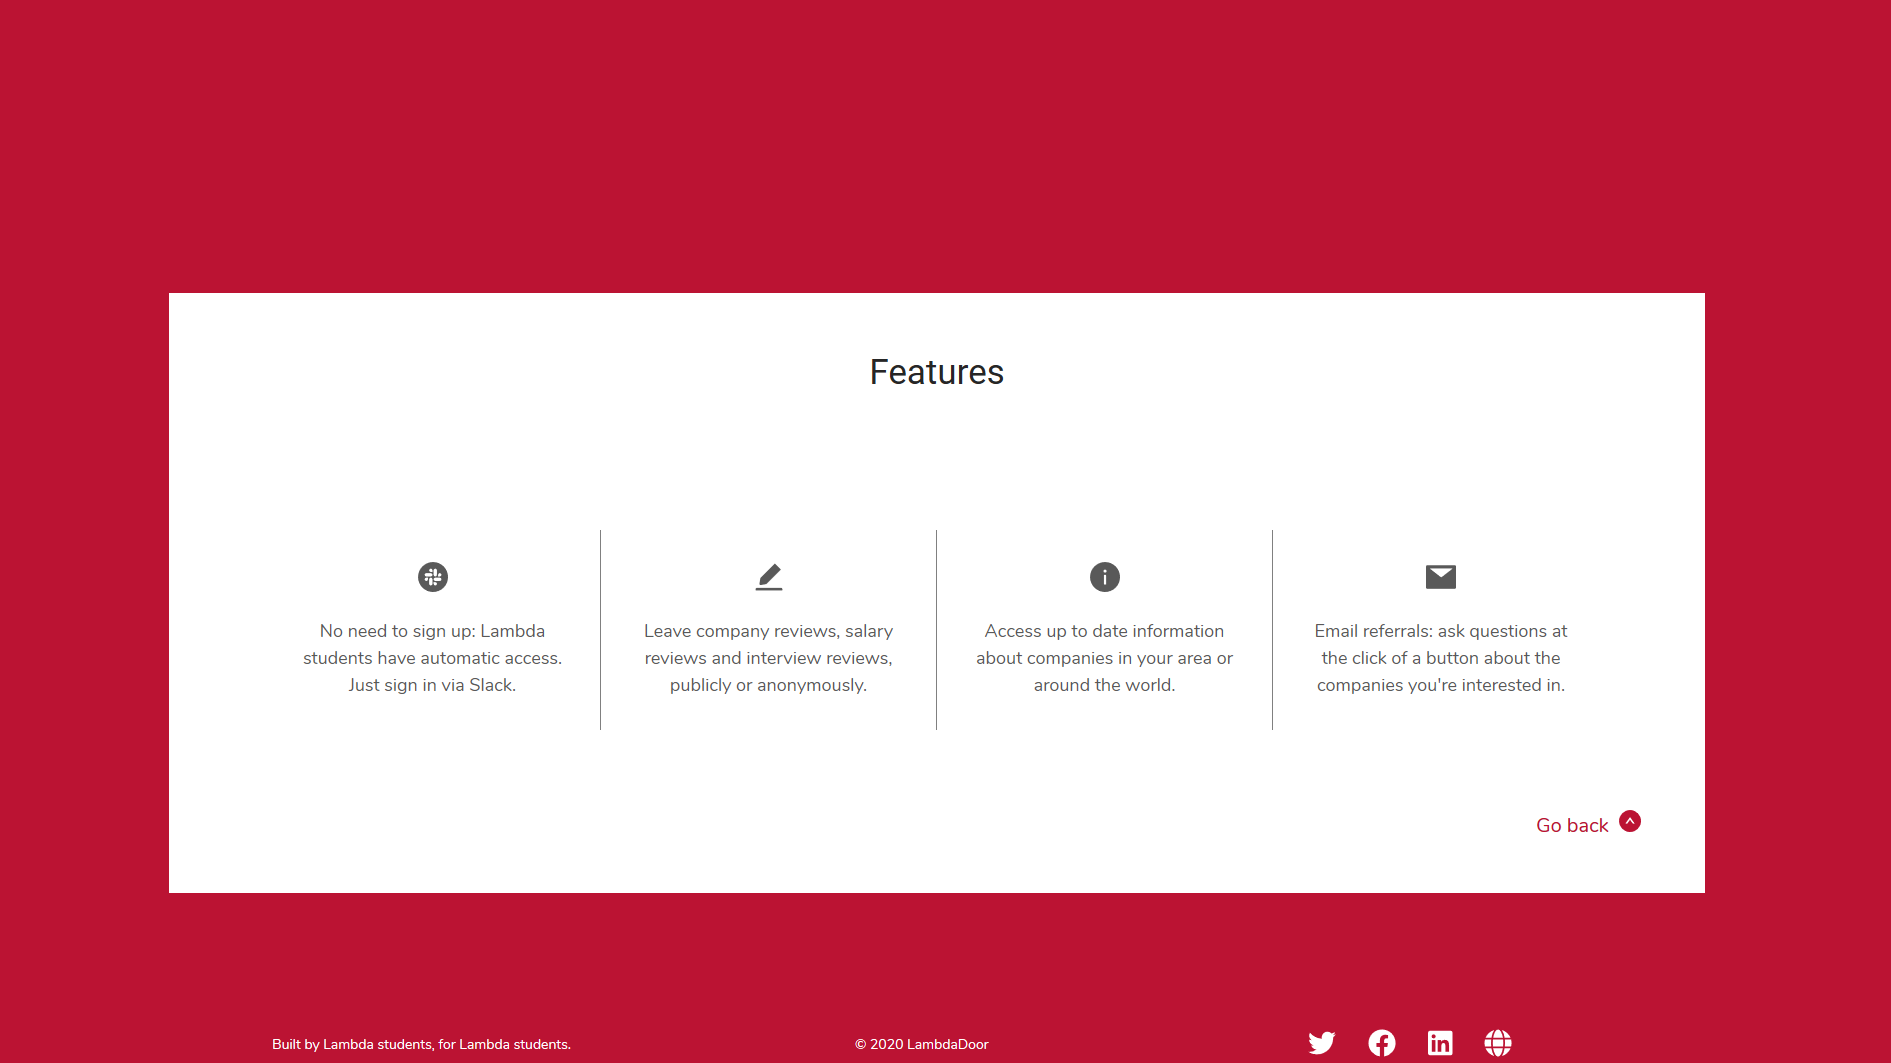 Features
No need to sign up: Lambda
students have automatic access.
Just sign in via Slack.
Leave company reviews, salary
reviews and interview reviews,
publicly or anonymously.
Access up to date information
about companies in your area or
around the world.
Email referrals: ask questions at
the click of a button about the
companies you're interested in.
Go back
Built by Lambda students, for Lambda students.
© 2020 LambdaDoor